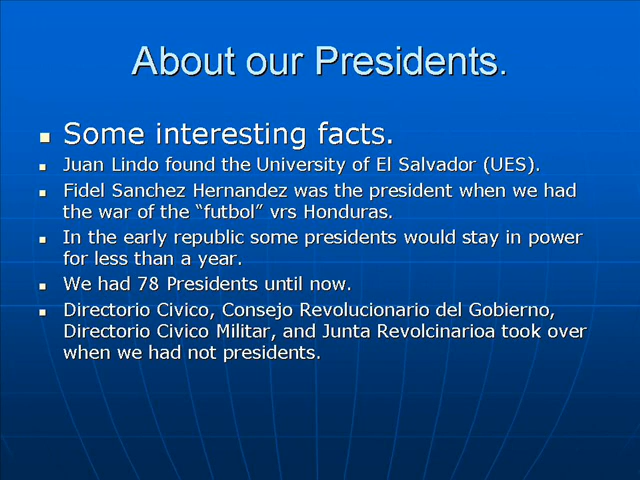 About our Presidents.
Some interesting facts.
Juan Lindo found the University of El Salvador (UES).
Fidel Sanchez Hernandez was the president when we had
the war of the “futbol” vrs Honduras.
In the early republic some presidents would stay in power
for less than a year.
We had 78 Presidents until now.
Directorio Civico, Consejo Revolucionario del Gobierno,
Directorio Civico Militar, and Junta Revolcinarioa took over
when we had not presidents.